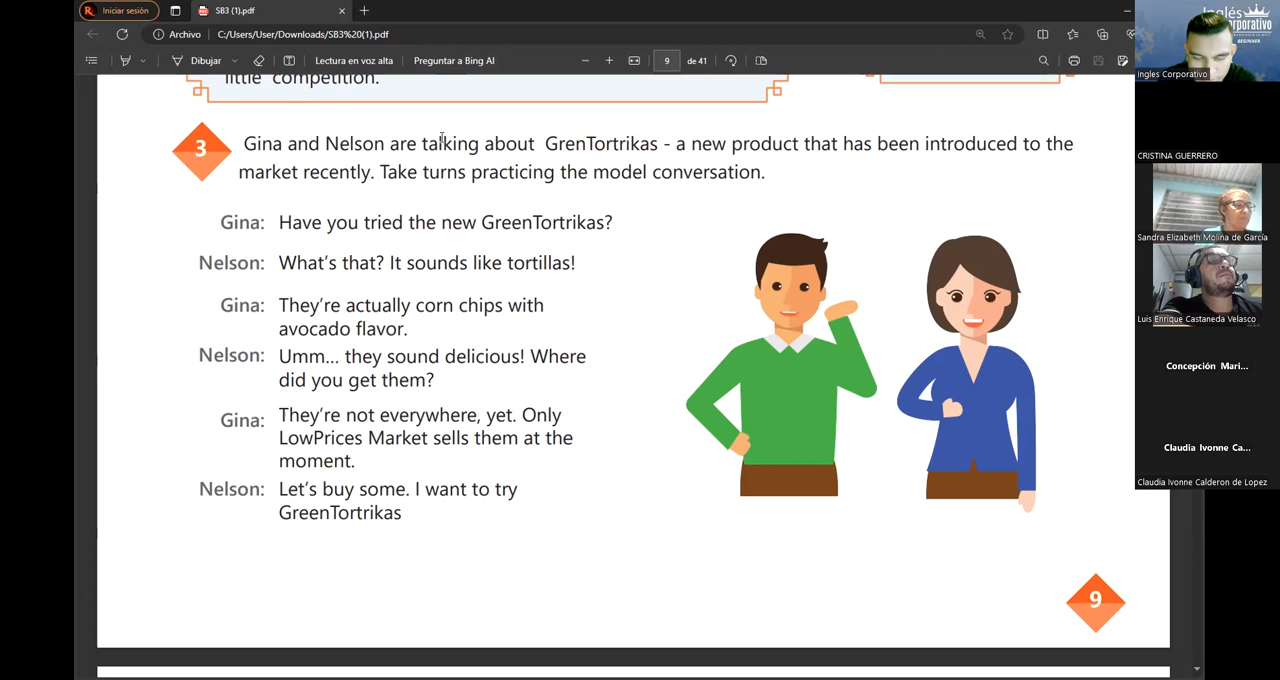 Iniciar sesión
SB3 (1).pdf
Archivo
C:/Users/User/Downloads/SB3%20(1).pdf
Dibujar
Lectura en voz alta
Preguntar a Bing AI
9
de 41
little competition.
3
Gina and Nelson are talking about GrenTortrikas - a new product that has been introduced to the
market recently. Take turns practicing the model conversation.
Gina: Have you tried the new GreenTortrikas?
Nelson: What's that? It sounds like tortillas!
Gina: They're actually corn chips with
avocado flavor.
Nelson: Umm... they sound delicious! Where
did you get them?
Gina: They're not everywhere, yet. Only
LowPrices Market sells them at the
moment.
Nelson: Let's buy some. I want to try
GreenTortrikas
9
Inglés
Corporativo
BEGINNER
Ingles Corporativo
CRISTINA GUERRERO
Sandra Elizabeth Molina de García
Luis Enrique Castaneda Velasco
Concepción Mari...
Claudia Ivonne Ca...
Claudia Ivonne Calderon de Lopez